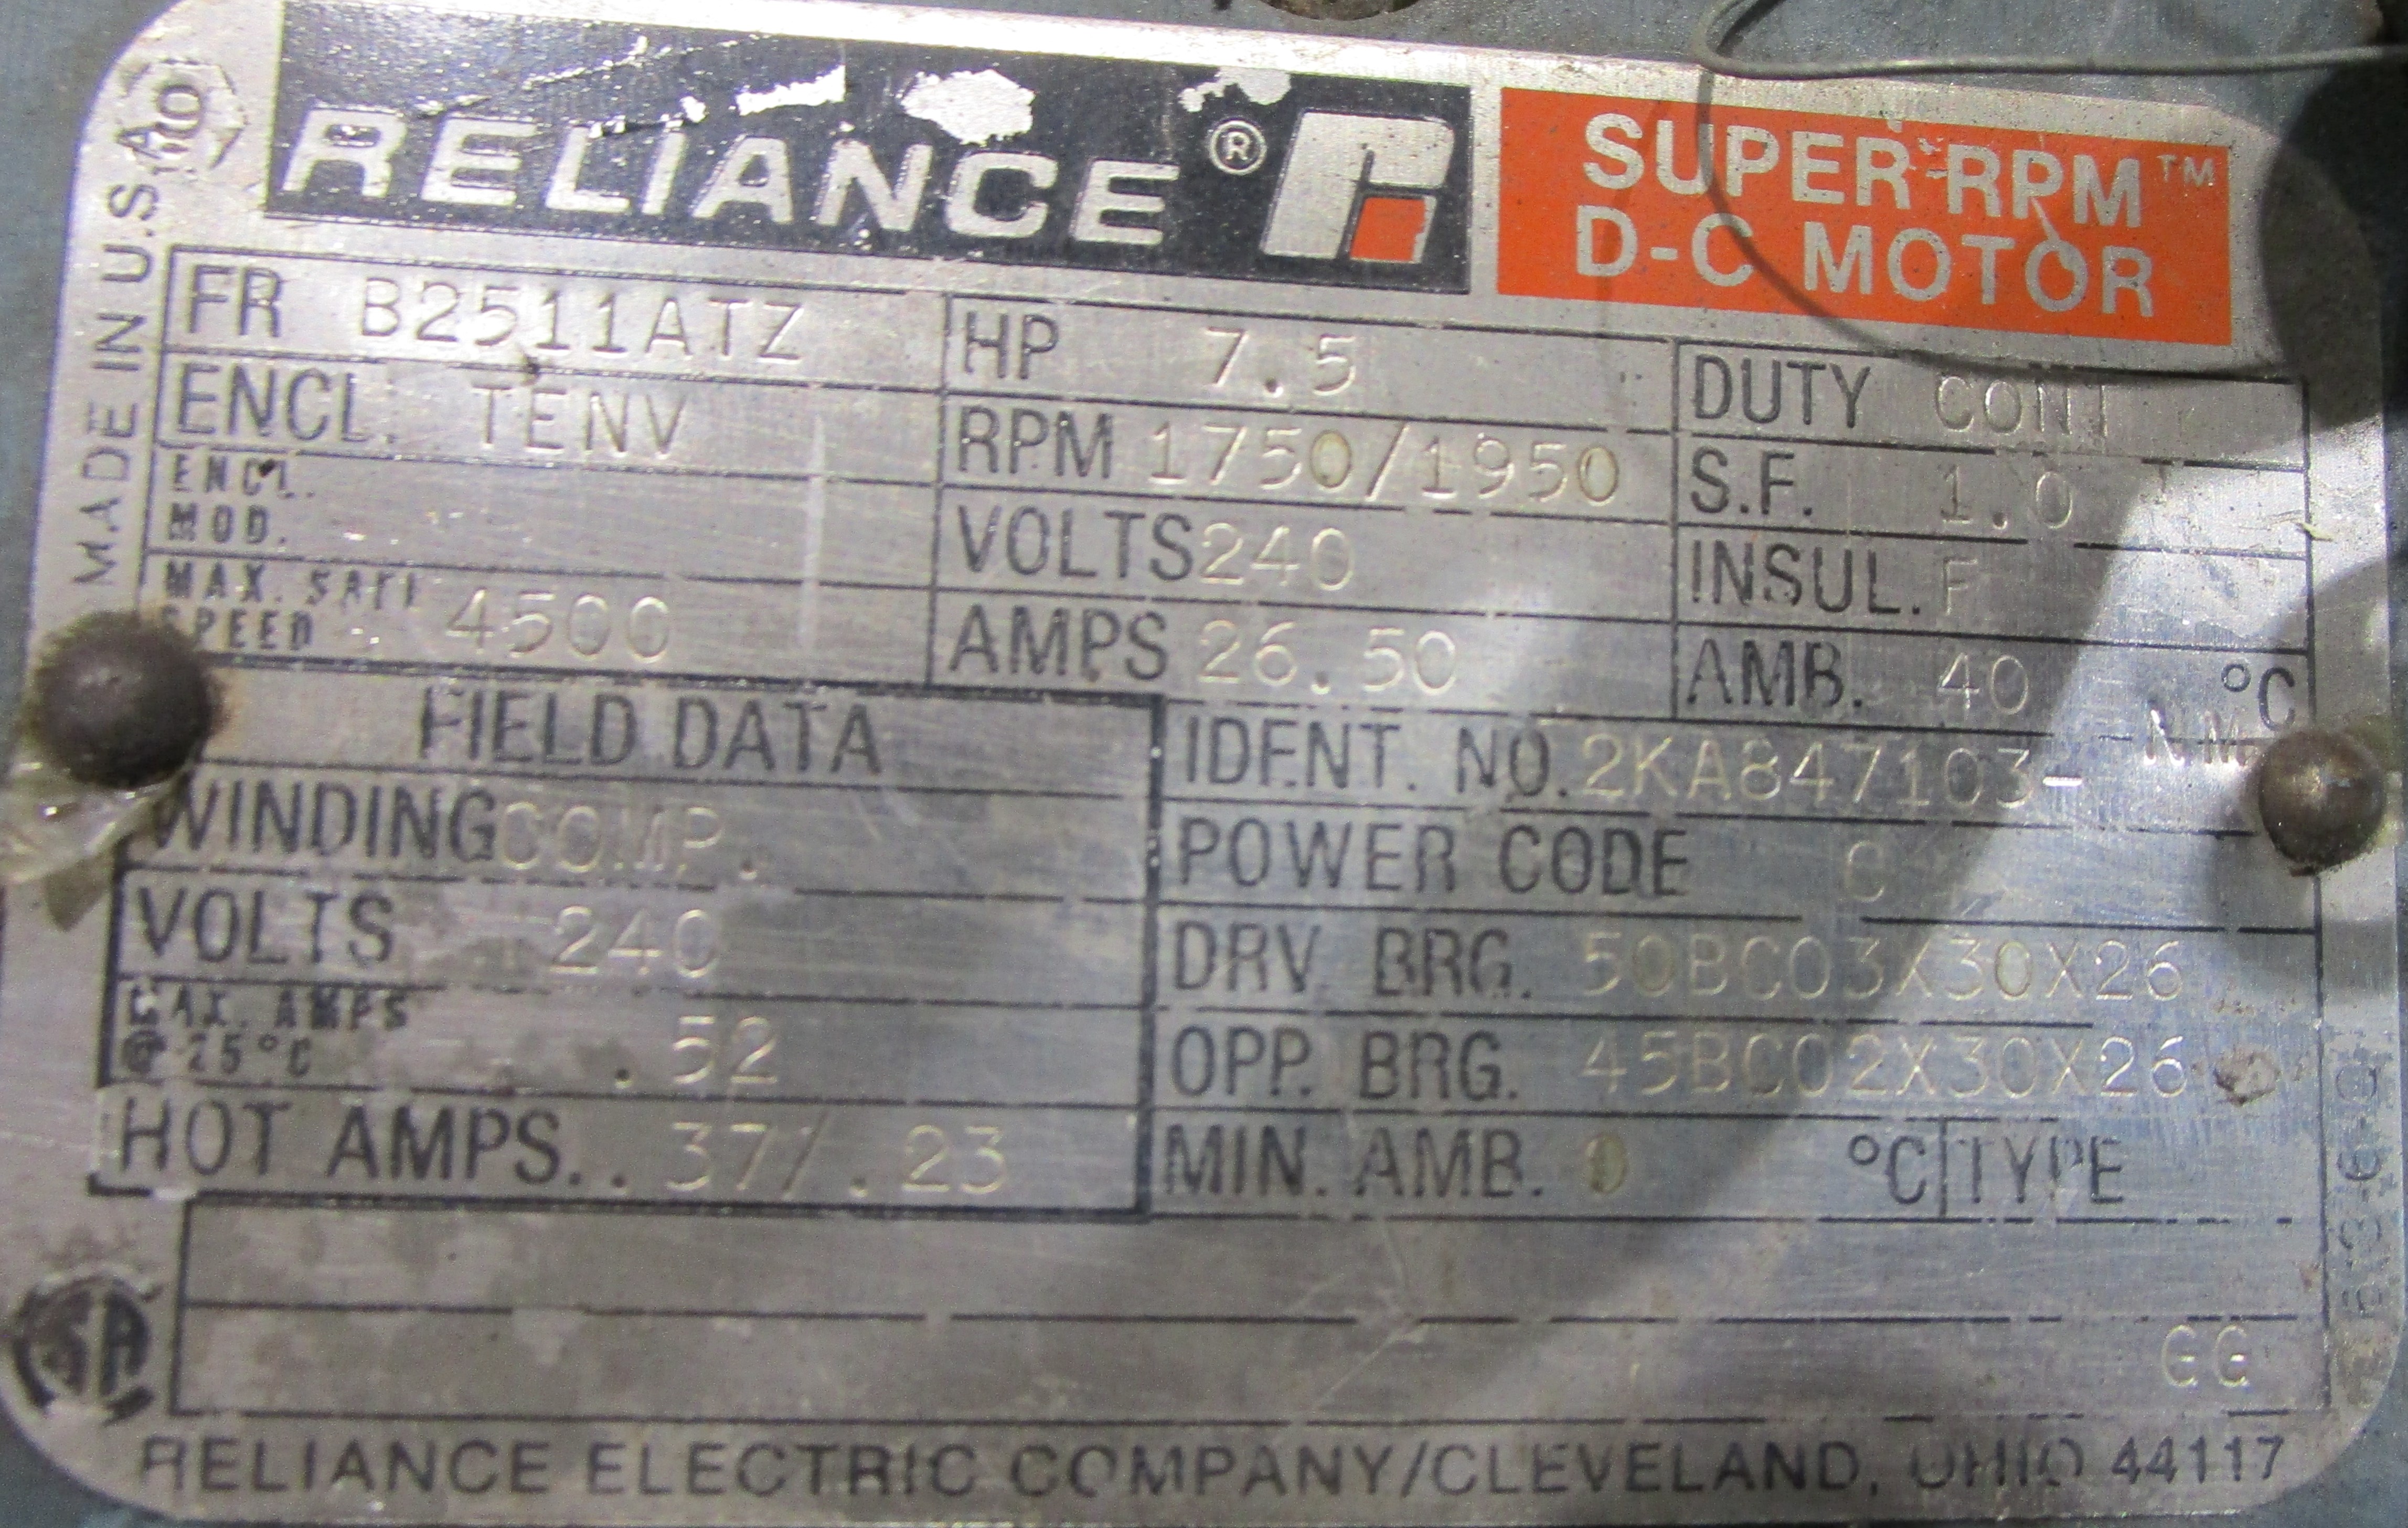 RELIANCE ®
SUPER RPM™
D-C MOTOR
MADE IN U.S.A.
FR B2511ATZ HP 7.5 DUTY CONT
ENCL. TENV RPM 1750/1950 S.F. 1.0
ENCL. MOD. VOLTS 240 INSUL. F
MAX. SAFE SPEED 4500 AMPS 26.50 AMB. 40 °C
FIELD DATA
WINDING COMP.
VOLTS 240
MAX. AMPS @ 25°C .52
HOT AMPS. .37/.23
IDENT. NO. 2KA847103-
POWER CODE C
DRV. BRG. 50BC03X30X26
OPP. BRG. 45BC02X30X26
MIN. AMB. 0 °C TYPE
GG
SA
RELIANCE ELECTRIC COMPANY/CLEVELAND, OHIO 44117